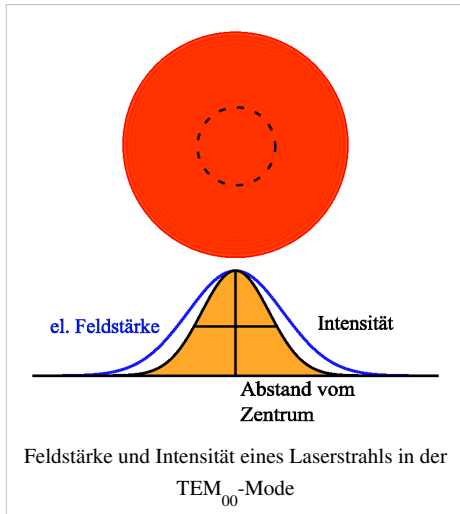 el. Feldstärke
Intensität
Abstand vom
Zentrum
Feldstärke und Intensität eines Laserstrahls in der
TEM₀₀-Mode